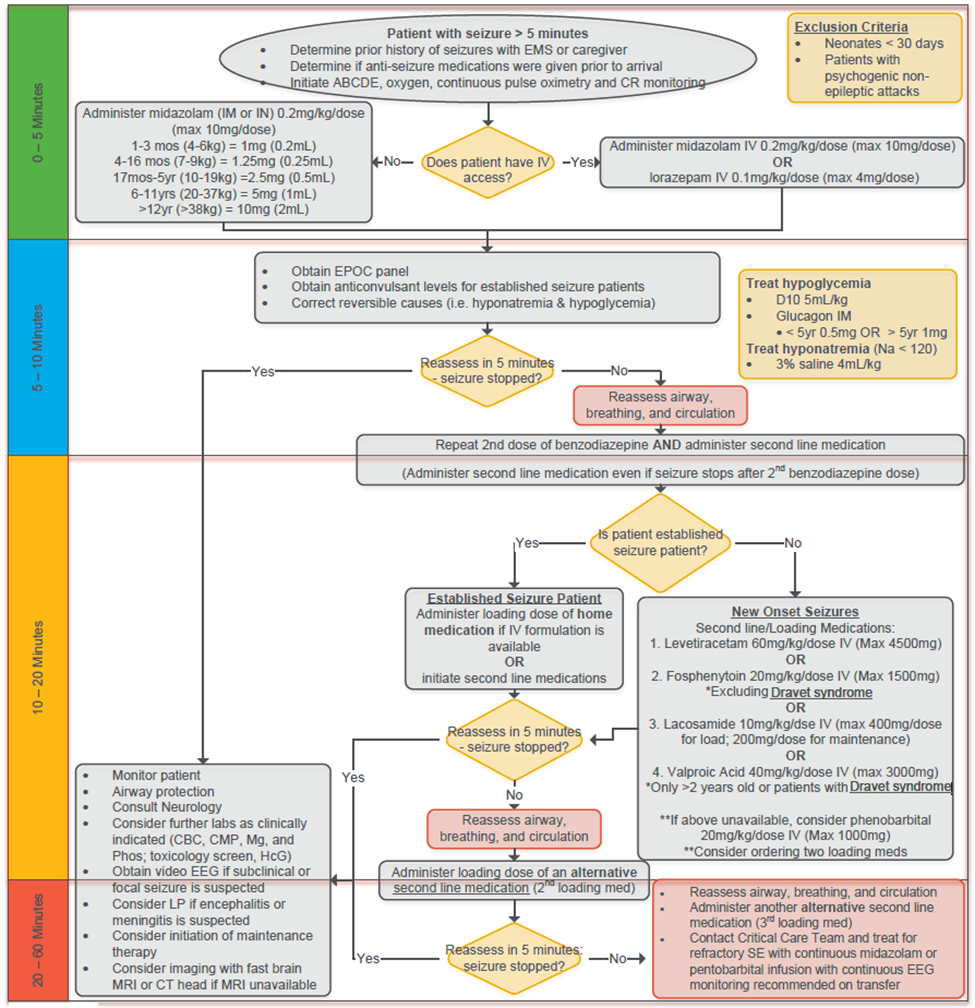 Patient with seizure > 5 minutes
• Determine prior history of seizures with EMS or caregiver
• Determine if anti-seizure medications were given prior to arrival
• Initiate ABCDE, oxygen, continuous pulse oximetry and CR monitoring
Exclusion Criteria
• Neonates < 30 days
• Patients with
psychogenic non-
epileptic attacks
0 – 5 Minutes
Administer midazolam (IM or IN) 0.2mg/kg/dose
(max 10mg/dose)
1-3 mos (4-6kg) = 1mg (0.2mL)
4-16 mos (7-9kg) = 1.25mg (0.25mL)
17mos-5yr (10-19kg) =2.5mg (0.5mL)
6-11yrs (20-37kg) = 5mg (1mL)
>12yr (>38kg) = 10mg (2mL)
No
Does patient have IV
access?
Yes
Administer midazolam IV 0.2mg/kg/dose (max 10mg/dose)
OR
lorazepam IV 0.1mg/kg/dose (max 4mg/dose)
5 – 10 Minutes
• Obtain EPOC panel
• Obtain anticonvulsant levels for established seizure patients
• Correct reversible causes (i.e. hyponatremia & hypoglycemia)
Treat hypoglycemia
• D10 5mL/kg
• Glucagon IM
• < 5yr 0.5mg OR > 5yr 1mg
Treat hyponatremia (Na < 120)
• 3% saline 4mL/kg
Yes
Reassess in 5 minutes
- seizure stopped?
No
Reassess airway,
breathing, and circulation
Repeat 2nd dose of benzodiazepine AND administer second line medication
(Administer second line medication even if seizure stops after 2nd benzodiazepine dose)
10 – 20 Minutes
Yes
Is patient established
seizure patient?
No
Established Seizure Patient
Administer loading dose of home
medication if IV formulation is
available
OR
initiate second line medications
New Onset Seizures
Second line/Loading Medications:
1. Levetiracetam 60mg/kg/dose IV (Max 4500mg)
OR
2. Fosphenytoin 20mg/kg/dose IV (Max 1500mg)
*Excluding Dravet syndrome
OR
3. Lacosamide 10mg/kg/dse IV (max 400mg/dose
for load; 200mg/dose for maintenance)
OR
4. Valproic Acid 40mg/kg/dose IV (max 3000mg)
*Only >2 years old or patients with Dravet syndrome
**If above unavailable, consider phenobarbital
20mg/kg/dose IV (Max 1000mg)
**Consider ordering two loading meds
Reassess in 5 minutes
- seizure stopped?
Yes
No
Reassess airway,
breathing, and circulation
Administer loading dose of an alternative
second line medication (2nd loading med)
• Monitor patient
• Airway protection
• Consult Neurology
• Consider further labs as clinically
indicated (CBC, CMP, Mg, and
Phos; toxicology screen, HcG)
• Obtain video EEG if subclinical or
focal seizure is suspected
• Consider LP if encephalitis or
meningitis is suspected
• Consider initiation of maintenance
therapy
• Consider imaging with fast brain
MRI or CT head if MRI unavailable
20 – 60 Minutes
Yes
Reassess in 5 minutes:
seizure stopped?
No
• Reassess airway, breathing, and circulation
• Administer another alternative second line
medication (3rd loading med)
• Contact Critical Care Team and treat for
refractory SE with continuous midazolam or
pentobarbital infusion with continuous EEG
monitoring recommended on transfer